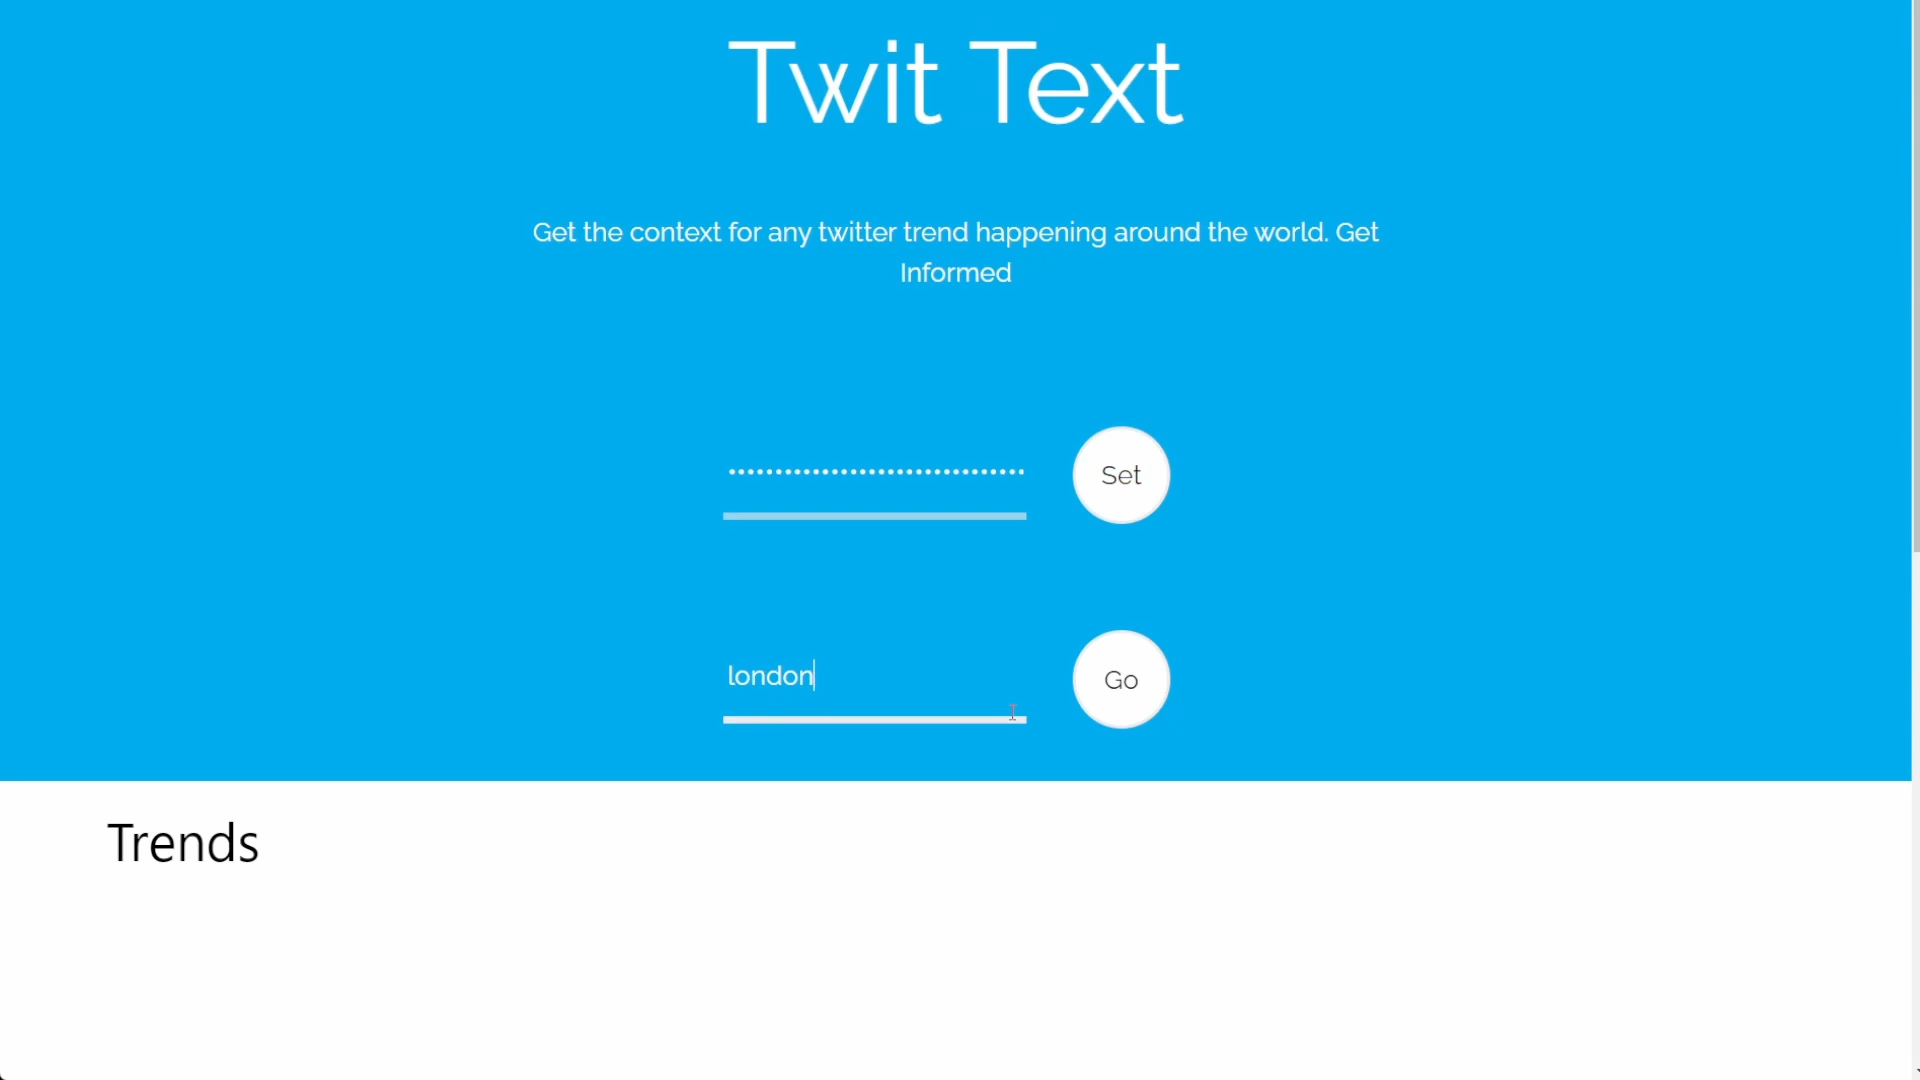 Twit Text
Get the context for any twitter trend happening around the world. Get
Informed
Set
london
Go
Trends